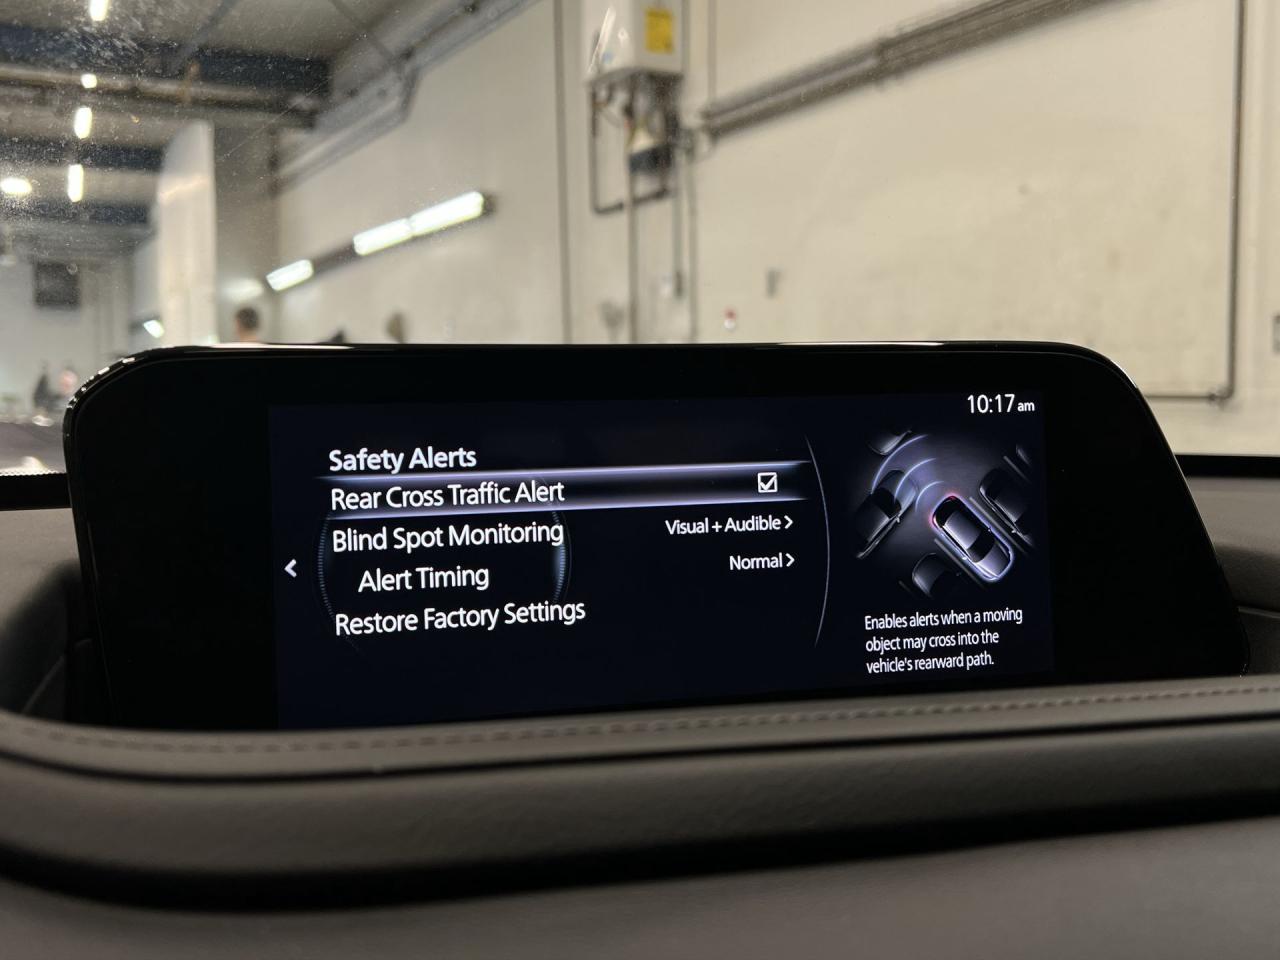 10:17 am
Safety Alerts
Rear Cross Traffic Alert
Blind Spot Monitoring Visual + Audible >
Alert Timing Normal >
Restore Factory Settings
Enables alerts when a moving
object may cross into the
vehicle's rearward path.